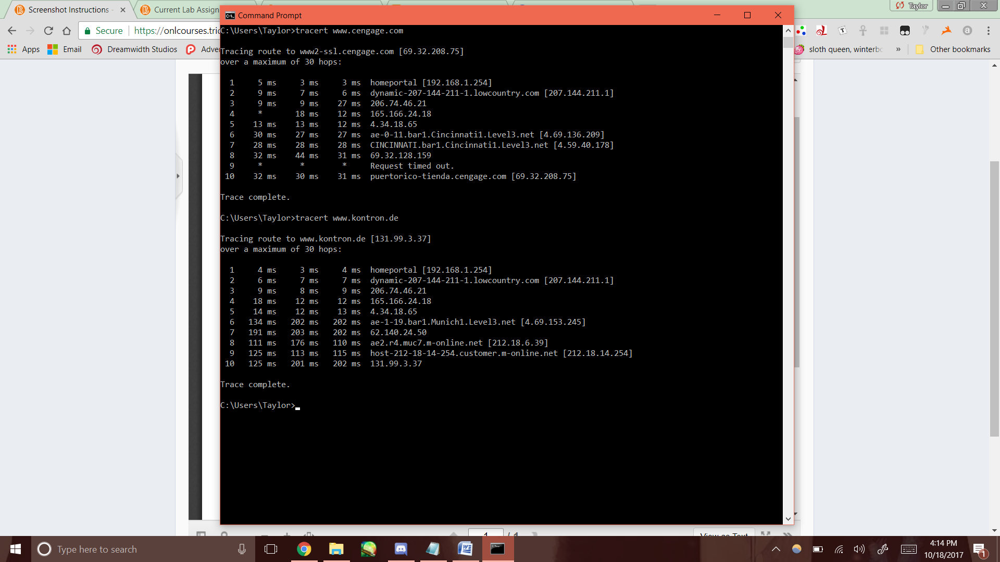 Screenshot Instructions -
Current Lab Assign
Taylor
Command Prompt
Secure
https://onlcourses.tric
Apps
Email
Dreamwidth Studios
Adve
sloth queen, winterb
»
Other bookmarks
C:\Users\Taylor>tracert www.cengage.com
Tracing route to www2-ssl.cengage.com [69.32.208.75]
over a maximum of 30 hops:
1 5 ms 3 ms 3 ms homeportal [192.168.1.254]
2 9 ms 7 ms 6 ms dynamic-207-144-211-1.lowcountry.com [207.144.211.1]
3 9 ms 9 ms 27 ms 206.74.46.21
4 * 18 ms 12 ms 165.166.24.18
5 13 ms 13 ms 12 ms 4.34.18.65
6 30 ms 27 ms 27 ms ae-0-11.bar1.Cincinnati1.Level3.net [4.69.136.209]
7 28 ms 28 ms 28 ms CINCINNATI.bar1.Cincinnati1.Level3.net [4.59.40.178]
8 32 ms 44 ms 31 ms 69.32.128.159
9 * * * Request timed out.
10 32 ms 30 ms 31 ms puertorico-tienda.cengage.com [69.32.208.75]
Trace complete.
C:\Users\Taylor>tracert www.kontron.de
Tracing route to www.kontron.de [131.99.3.37]
over a maximum of 30 hops:
1 4 ms 3 ms 4 ms homeportal [192.168.1.254]
2 6 ms 7 ms 7 ms dynamic-207-144-211-1.lowcountry.com [207.144.211.1]
3 9 ms 8 ms 9 ms 206.74.46.21
4 18 ms 12 ms 12 ms 165.166.24.18
5 14 ms 12 ms 13 ms 4.34.18.65
6 134 ms 202 ms 202 ms ae-1-19.bar1.Munich1.Level3.net [4.69.153.245]
7 191 ms 203 ms 202 ms 62.140.24.50
8 111 ms 176 ms 110 ms ae2.r4.muc7.m-online.net [212.18.6.39]
9 125 ms 113 ms 115 ms host-212-18-14-254.customer.m-online.net [212.18.14.254]
10 125 ms 201 ms 202 ms 131.99.3.37
Trace complete.
C:\Users\Taylor>
1 / 1
View as Text
Type here to search
4:14 PM
10/18/2017
1